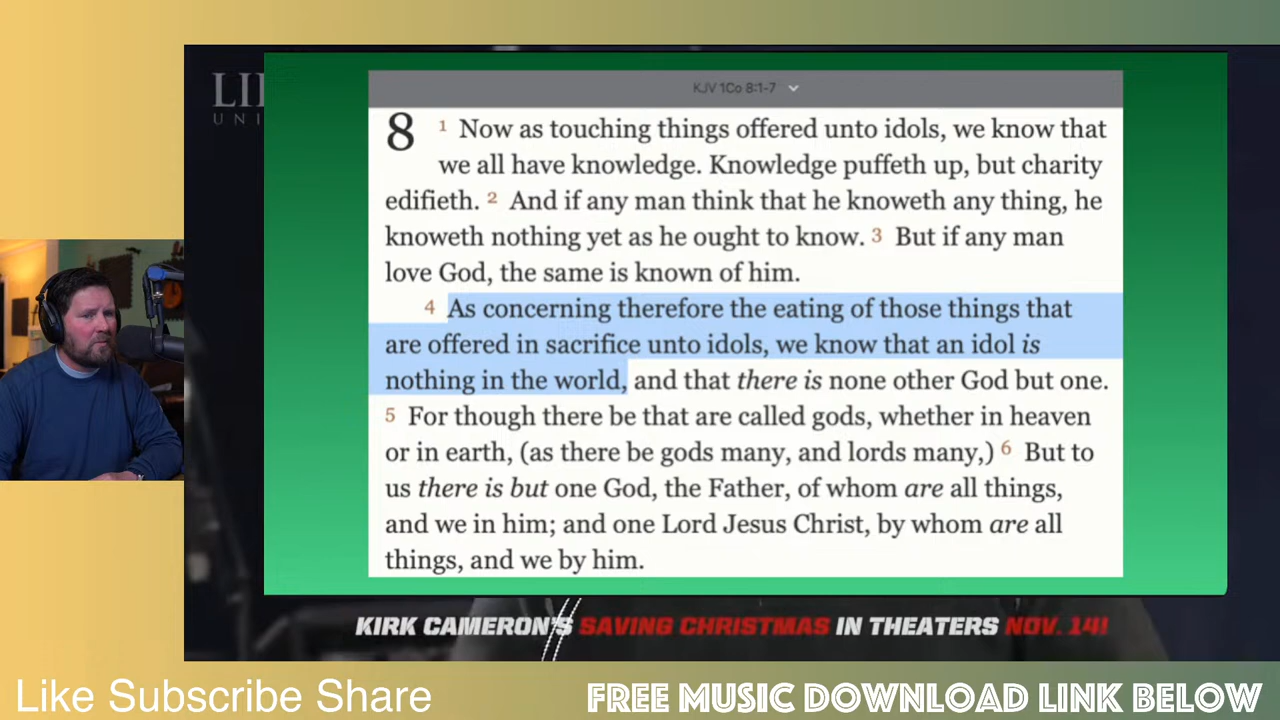 LI
UNI
KJV 1Co 8:1-7
8 1 Now as touching things offered unto idols, we know that
we all have knowledge. Knowledge puffeth up, but charity
edifieth. 2 And if any man think that he knoweth any thing, he
knoweth nothing yet as he ought to know. 3 But if any man
love God, the same is known of him.
4 As concerning therefore the eating of those things that
are offered in sacrifice unto idols, we know that an idol is
nothing in the world, and that there is none other God but one.
5 For though there be that are called gods, whether in heaven
or in earth, (as there be gods many, and lords many,) 6 But to
us there is but one God, the Father, of whom are all things,
and we in him; and one Lord Jesus Christ, by whom are all
things, and we by him.
KIRK CAMERON'S SAVING CHRISTMAS IN THEATERS NOV. 14!
Like Subscribe Share
FREE MUSIC DOWNLOAD LINK BELOW